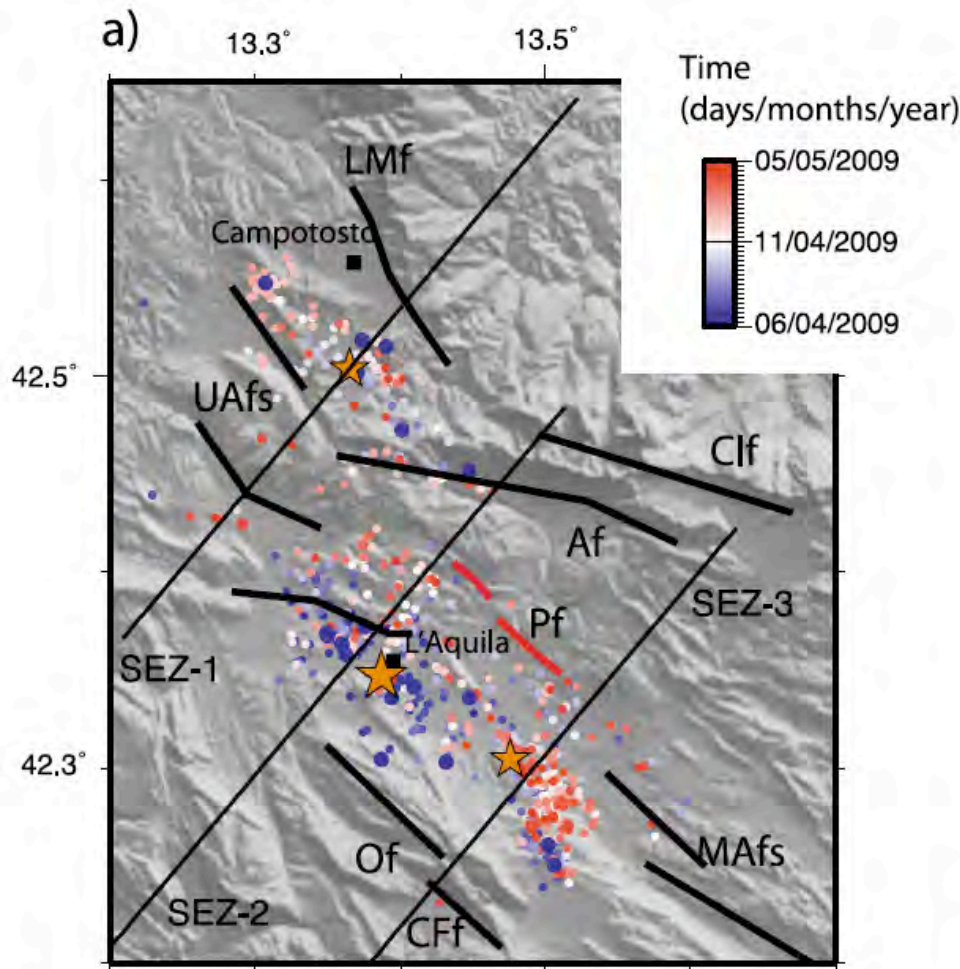 a)
13.3°
13.5°
Time
(days/months/year)
05/05/2009
11/04/2009
06/04/2009
LMf
Campotosto
42.5°
UAfs
Clf
Af
SEZ-3
Pf
L'Aquila
SEZ-1
42.3°
Of
MAfs
SEZ-2
CFf